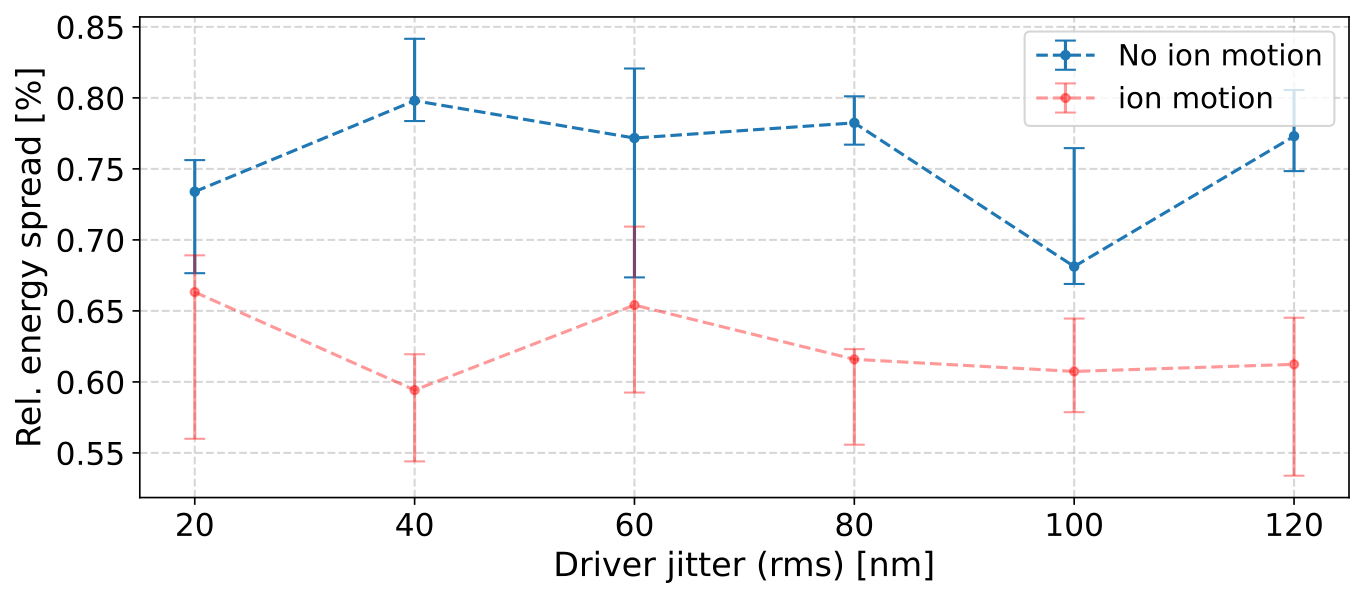 Rel. energy spread [%]
0.85
0.80
0.75
0.70
0.65
0.60
0.55
No ion motion
ion motion
20 40 60 80 100 120
Driver jitter (rms) [nm]